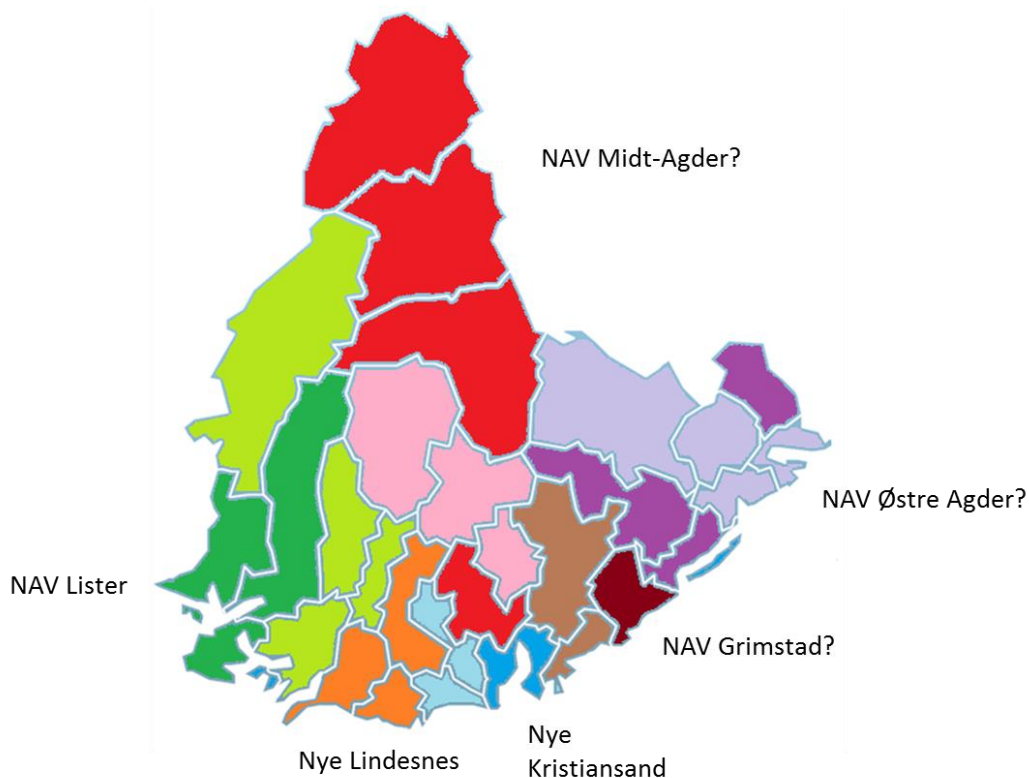 NAV Midt-Agder?
NAV Østre Agder?
NAV Lister
NAV Grimstad?
Nye Lindesnes
Nye
Kristiansand